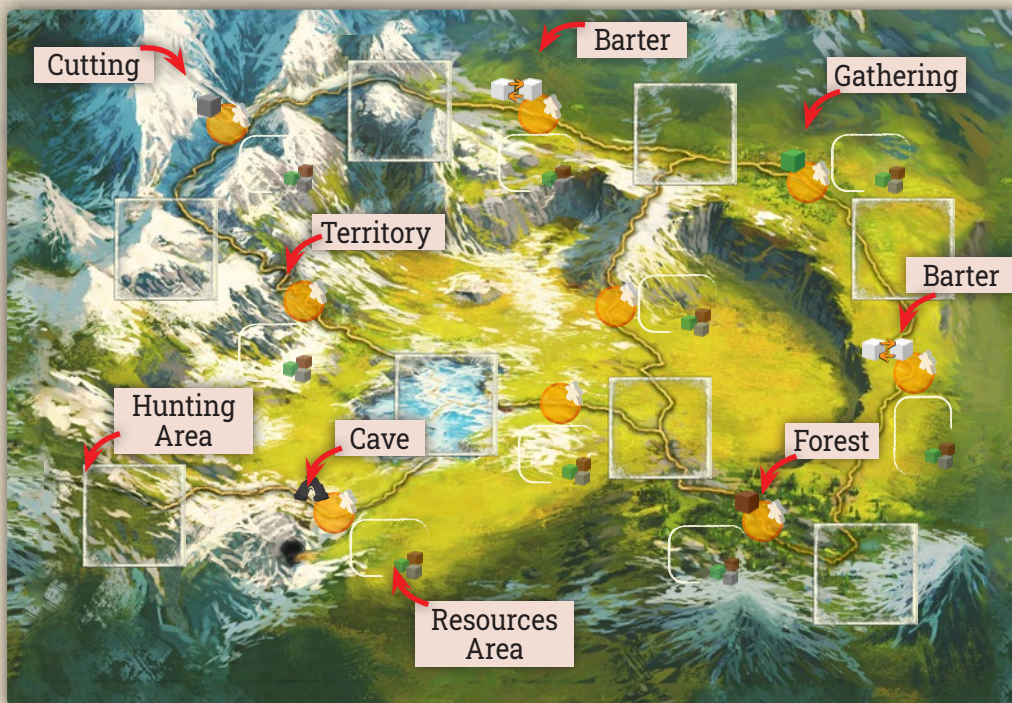 Barter
Cutting
Gathering
Territory
Barter
Hunting
Area
Cave
Forest
Resources
Area